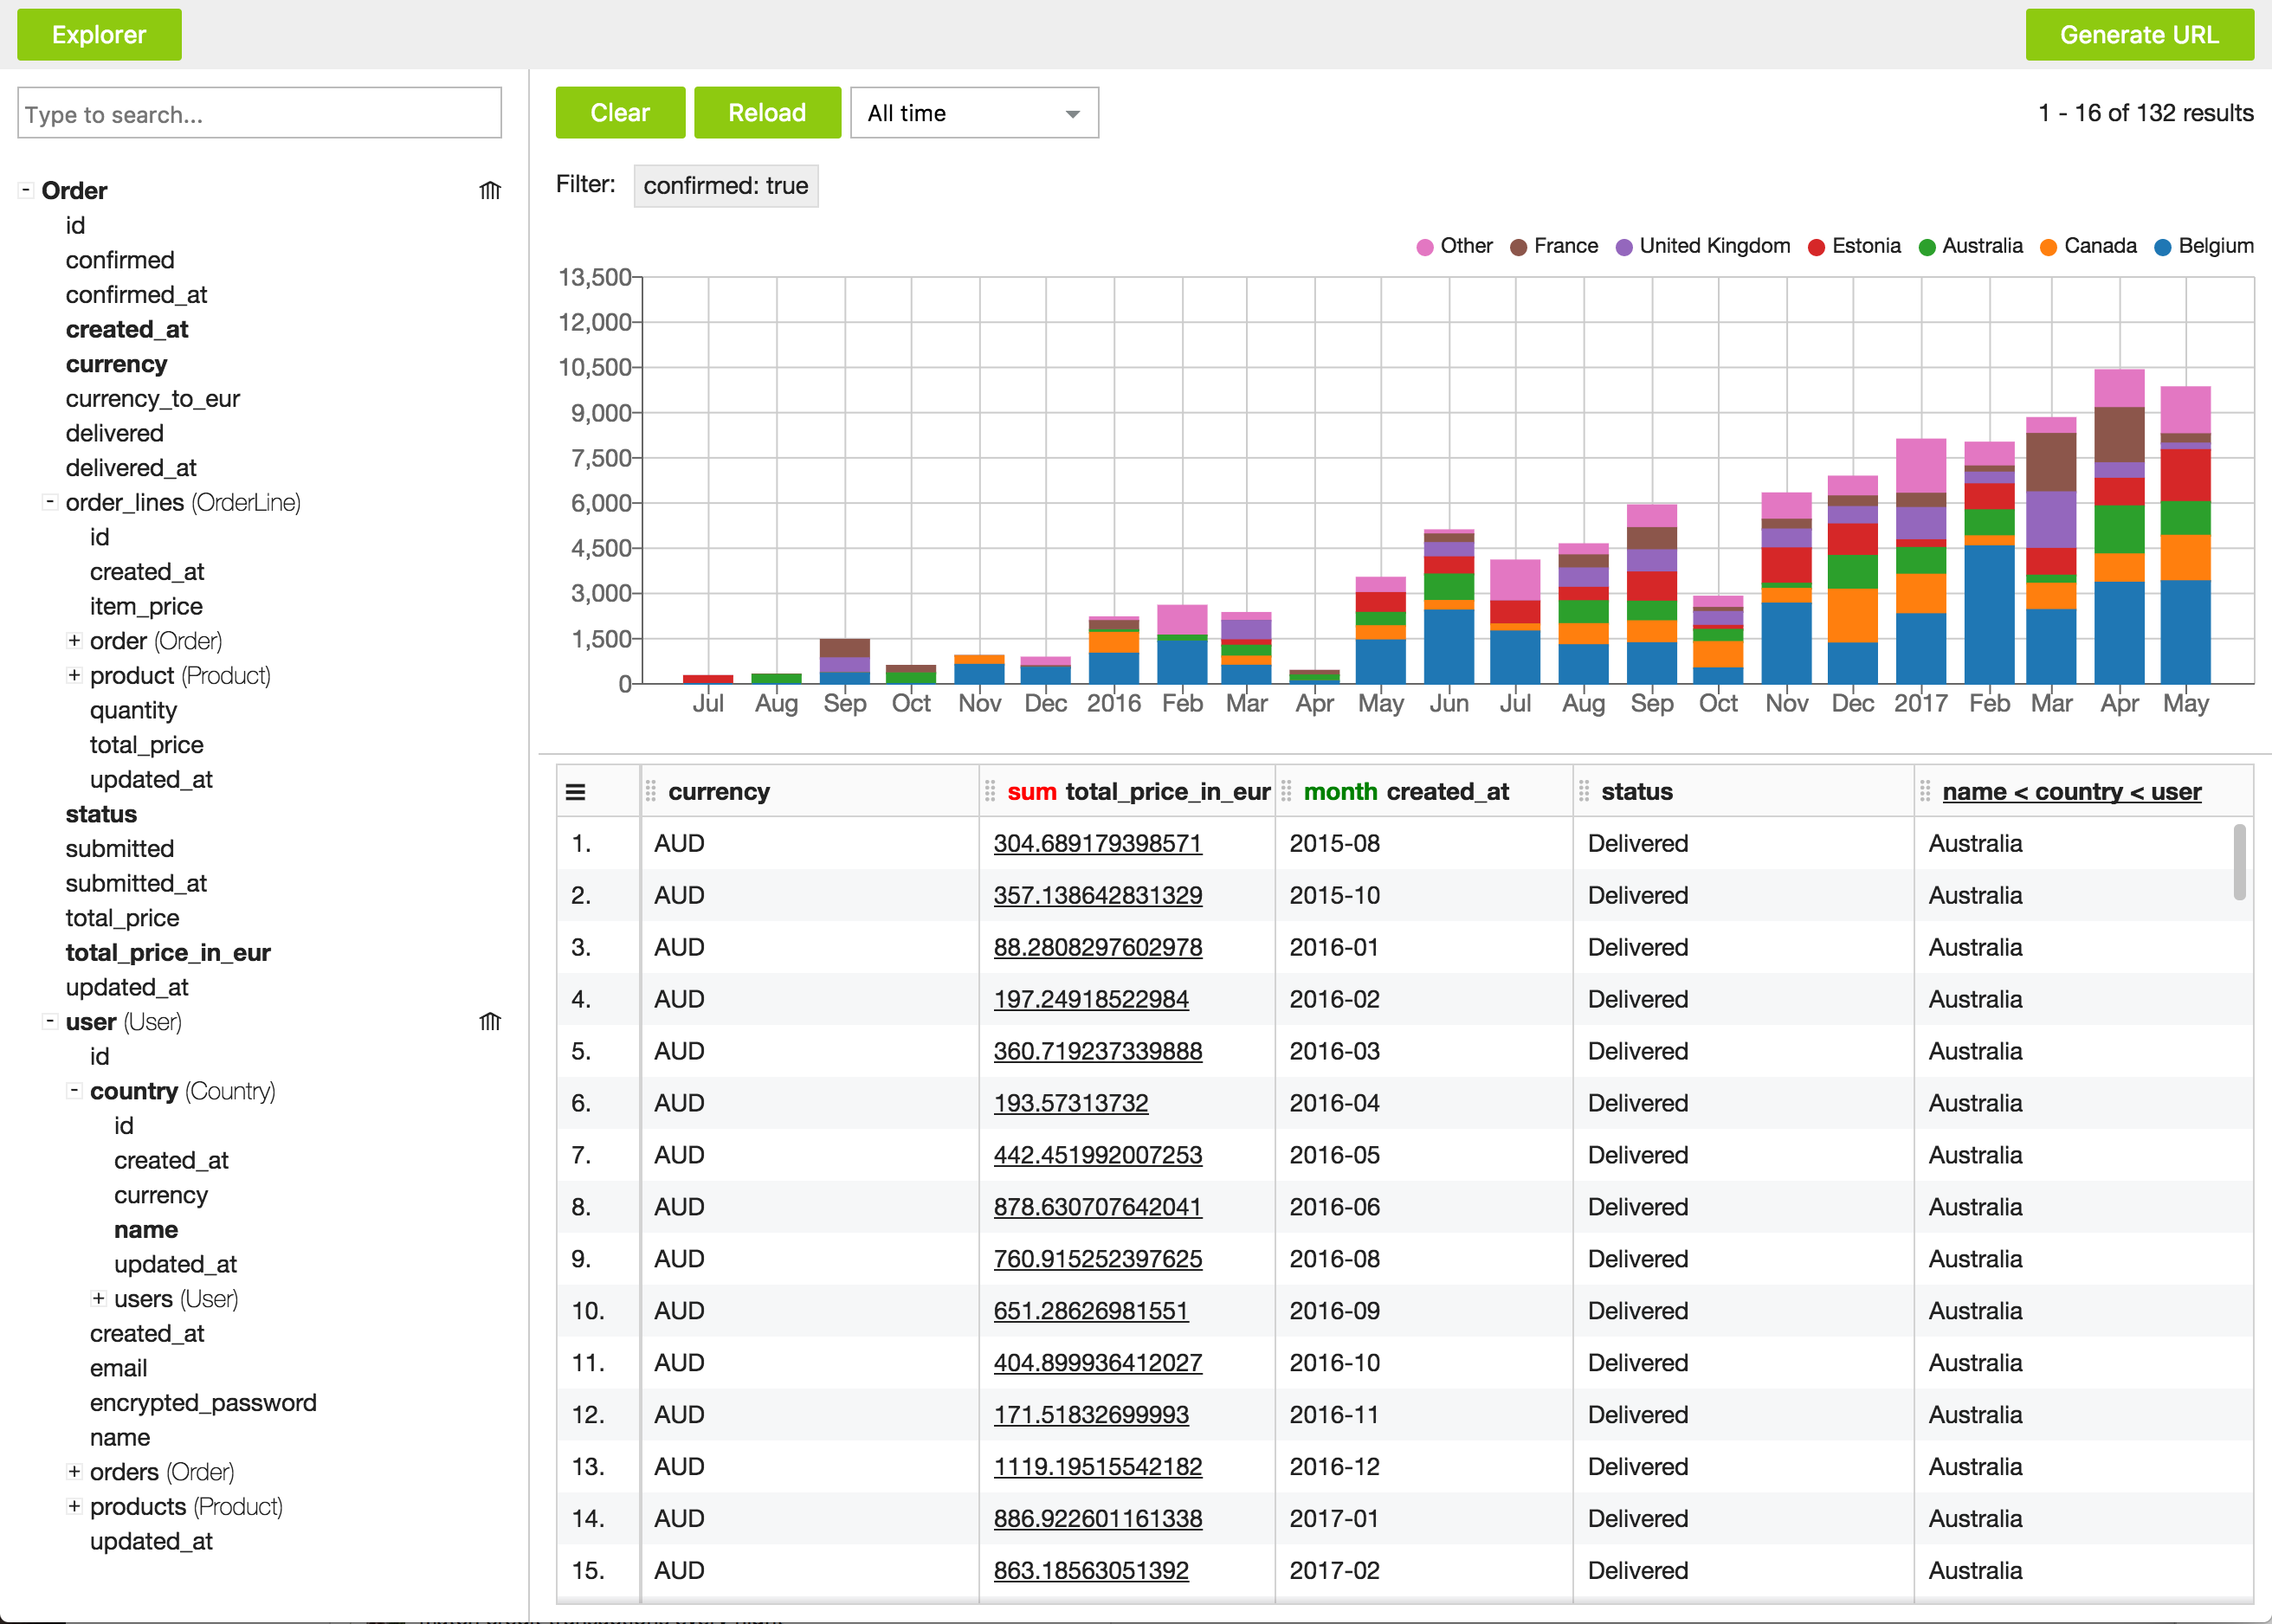 Explorer
Generate URL
Type to search...
- Order
id
confirmed
confirmed_at
created_at
currency
currency_to_eur
delivered
delivered_at
- order_lines (OrderLine)
id
created_at
item_price
+ order (Order)
+ product (Product)
quantity
total_price
updated_at
status
submitted
submitted_at
total_price
total_price_in_eur
updated_at
- user (User)
id
- country (Country)
id
created_at
currency
name
updated_at
+ users (User)
created_at
email
encrypted_password
name
+ orders (Order)
+ products (Product)
updated_at
Clear Reload All time 1 - 16 of 132 results
Filter: confirmed: true
Other France United Kingdom Estonia Australia Canada Belgium
13,500
12,000
10,500
9,000
7,500
6,000
4,500
3,000
1,500
0
Jul Aug Sep Oct Nov Dec 2016 Feb Mar Apr May Jun Jul Aug Sep Oct Nov Dec 2017 Feb Mar Apr May
currency sum total_price_in_eur month created_at status name < country < user
1. AUD 304.689179398571 2015-08 Delivered Australia
2. AUD 357.138642831329 2015-10 Delivered Australia
3. AUD 88.2808297602978 2016-01 Delivered Australia
4. AUD 197.24918522984 2016-02 Delivered Australia
5. AUD 360.719237339888 2016-03 Delivered Australia
6. AUD 193.57313732 2016-04 Delivered Australia
7. AUD 442.451992007253 2016-05 Delivered Australia
8. AUD 878.630707642041 2016-06 Delivered Australia
9. AUD 760.915252397625 2016-08 Delivered Australia
10. AUD 651.28626981551 2016-09 Delivered Australia
11. AUD 404.899936412027 2016-10 Delivered Australia
12. AUD 171.51832699993 2016-11 Delivered Australia
13. AUD 1119.19515542182 2016-12 Delivered Australia
14. AUD 886.922601161338 2017-01 Delivered Australia
15. AUD 863.18563051392 2017-02 Delivered Australia